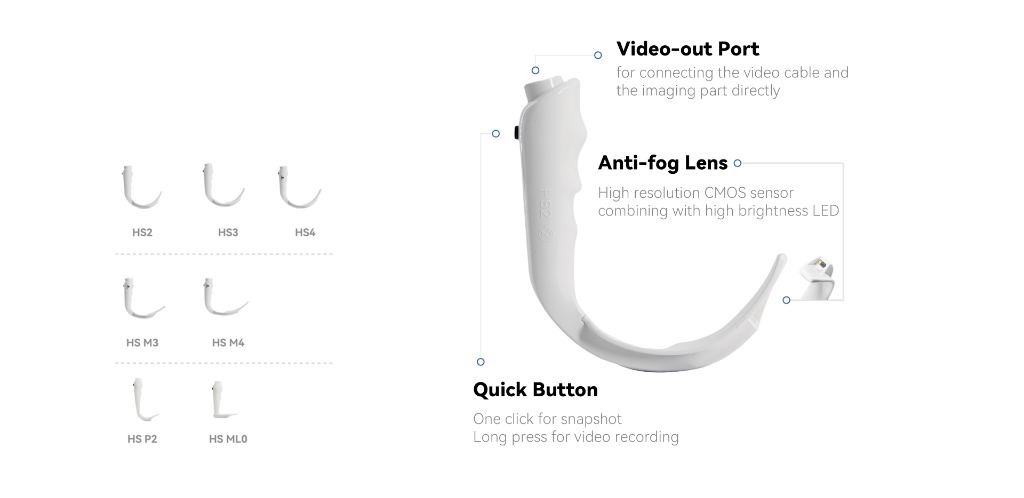 Video-out Port
for connecting the video cable and
the imaging part directly
Anti-fog Lens
High resolution CMOS sensor
combining with high brightness LED
HS2
HS3
HS4
HS M3
HS M4
HS P2
HS ML0
Quick Button
One click for snapshot
Long press for video recording